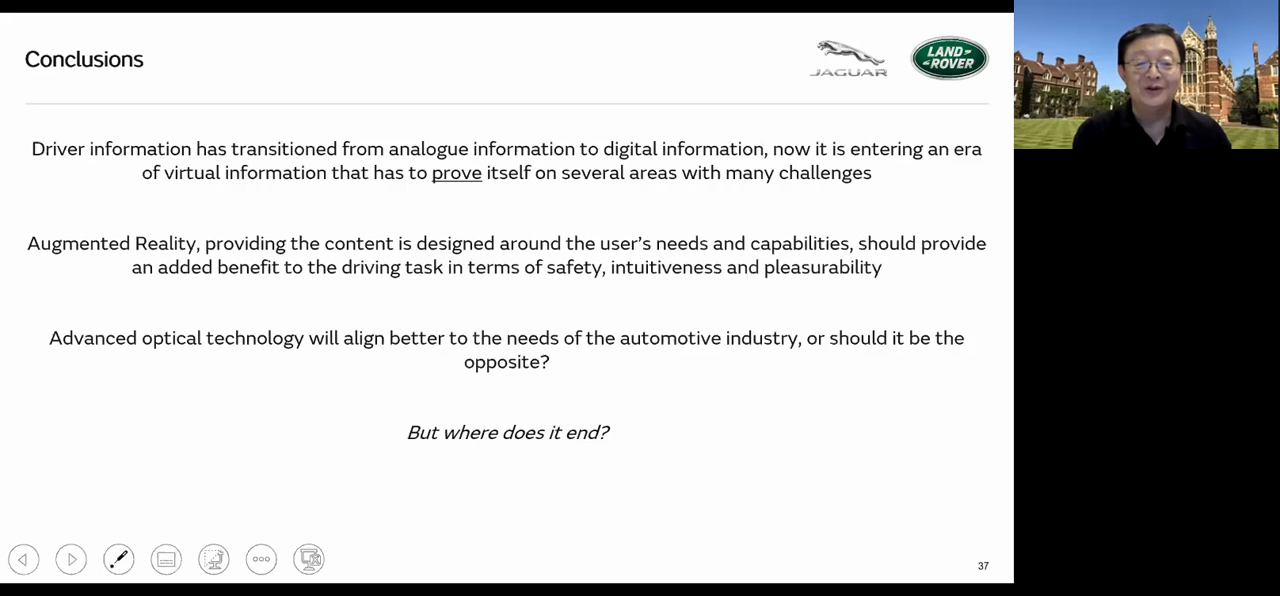 Conclusions
JAGUAR
LAND
ROVER
Driver information has transitioned from analogue information to digital information, now it is entering an era
of virtual information that has to prove itself on several areas with many challenges
Augmented Reality, providing the content is designed around the user's needs and capabilities, should provide
an added benefit to the driving task in terms of safety, intuitiveness and pleasurability
Advanced optical technology will align better to the needs of the automotive industry, or should it be the
opposite?
But where does it end?
37